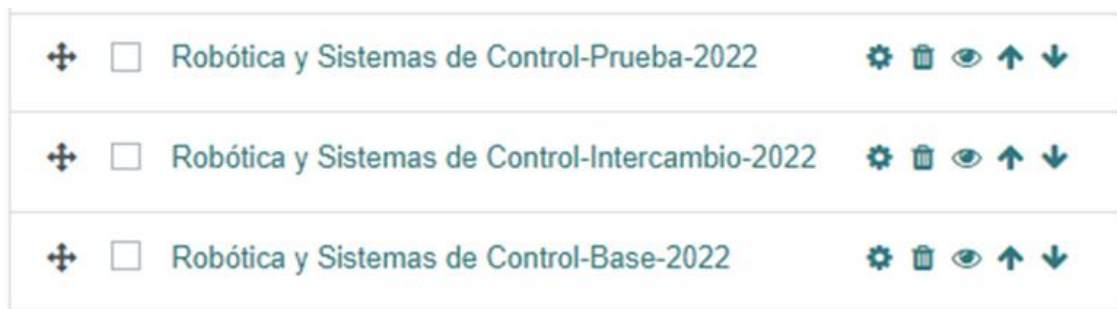 Robótica y Sistemas de Control-Prueba-2022
Robótica y Sistemas de Control-Intercambio-2022
Robótica y Sistemas de Control-Base-2022